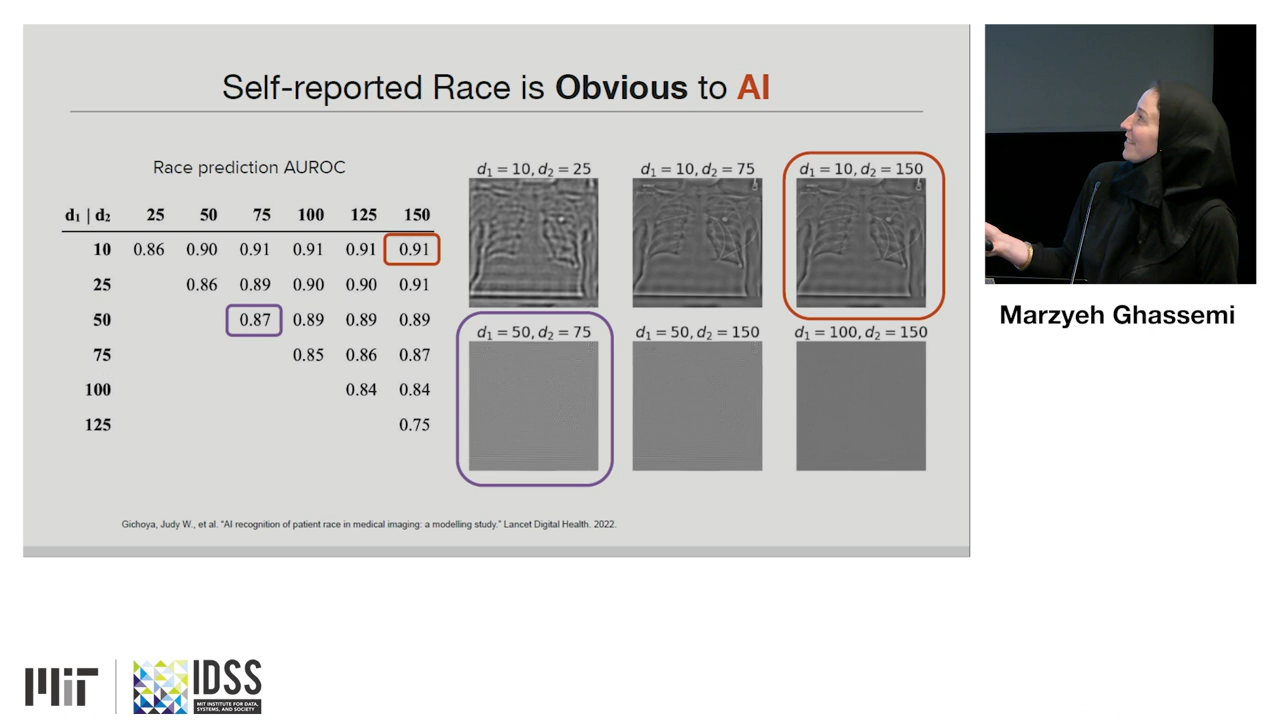 Self-reported Race is Obvious to AI
Race prediction AUROC
d₁ | d₂ 25 50 75 100 125 150
10 0.86 0.90 0.91 0.91 0.91 0.91
25 0.86 0.89 0.90 0.90 0.91
50 0.87 0.89 0.89 0.89
75 0.85 0.86 0.87
100 0.84 0.84
125 0.75
d₁ = 10, d₂ = 25
d₁ = 10, d₂ = 75
d₁ = 10, d₂ = 150
d₁ = 50, d₂ = 75
d₁ = 50, d₂ = 150
d₁ = 100, d₂ = 150
Gichoya, Judy W., et al. “AI recognition of patient race in medical imaging: a modelling study.” Lancet Digital Health. 2022.
Marzyeh Ghassemi
MIT
IDSS
MIT INSTITUTE FOR DATA,
SYSTEMS, AND SOCIETY